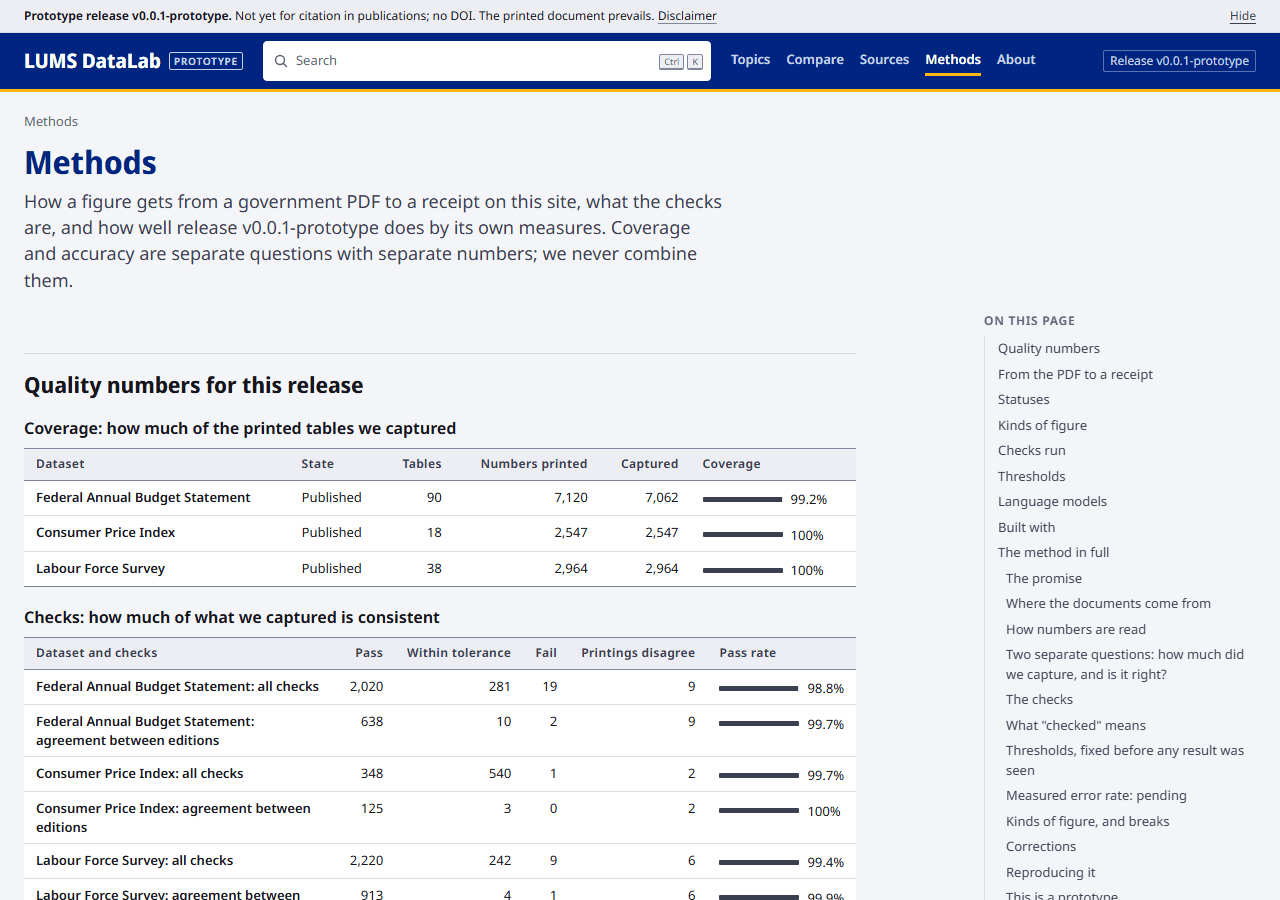 Prototype release v0.0.1-prototype. Not yet for citation in publications; no DOI. The printed document prevails. Disclaimer Hide
LUMS DataLab PROTOTYPE Search Ctrl K Topics Compare Sources Methods About Release v0.0.1-prototype
Methods
Methods
How a figure gets from a government PDF to a receipt on this site, what the checks
are, and how well release v0.0.1-prototype does by its own measures. Coverage
and accuracy are separate questions with separate numbers; we never combine
them.
Quality numbers for this release
Coverage: how much of the printed tables we captured
Dataset State Tables Numbers printed Captured Coverage
Federal Annual Budget Statement Published 90 7,120 7,062 99.2%
Consumer Price Index Published 18 2,547 2,547 100%
Labour Force Survey Published 38 2,964 2,964 100%
Checks: how much of what we captured is consistent
Dataset and checks Pass Within tolerance Fail Printings disagree Pass rate
Federal Annual Budget Statement: all checks 2,020 281 19 9 98.8%
Federal Annual Budget Statement: 638 10 2 9 99.7%
agreement between editions
Consumer Price Index: all checks 348 540 1 2 99.7%
Consumer Price Index: agreement between 125 3 0 2 100%
editions
Labour Force Survey: all checks 2,220 242 9 6 99.4%
Labour Force Survey: agreement between 913 4 1 6 99.9%
ON THIS PAGE
Quality numbers
From the PDF to a receipt
Statuses
Kinds of figure
Checks run
Thresholds
Language models
Built with
The method in full
The promise
Where the documents come from
How numbers are read
Two separate questions: how much did
we capture, and is it right?
The checks
What "checked" means
Thresholds, fixed before any result was
seen
Measured error rate: pending
Kinds of figure, and breaks
Corrections
Reproducing it
This is a prototype